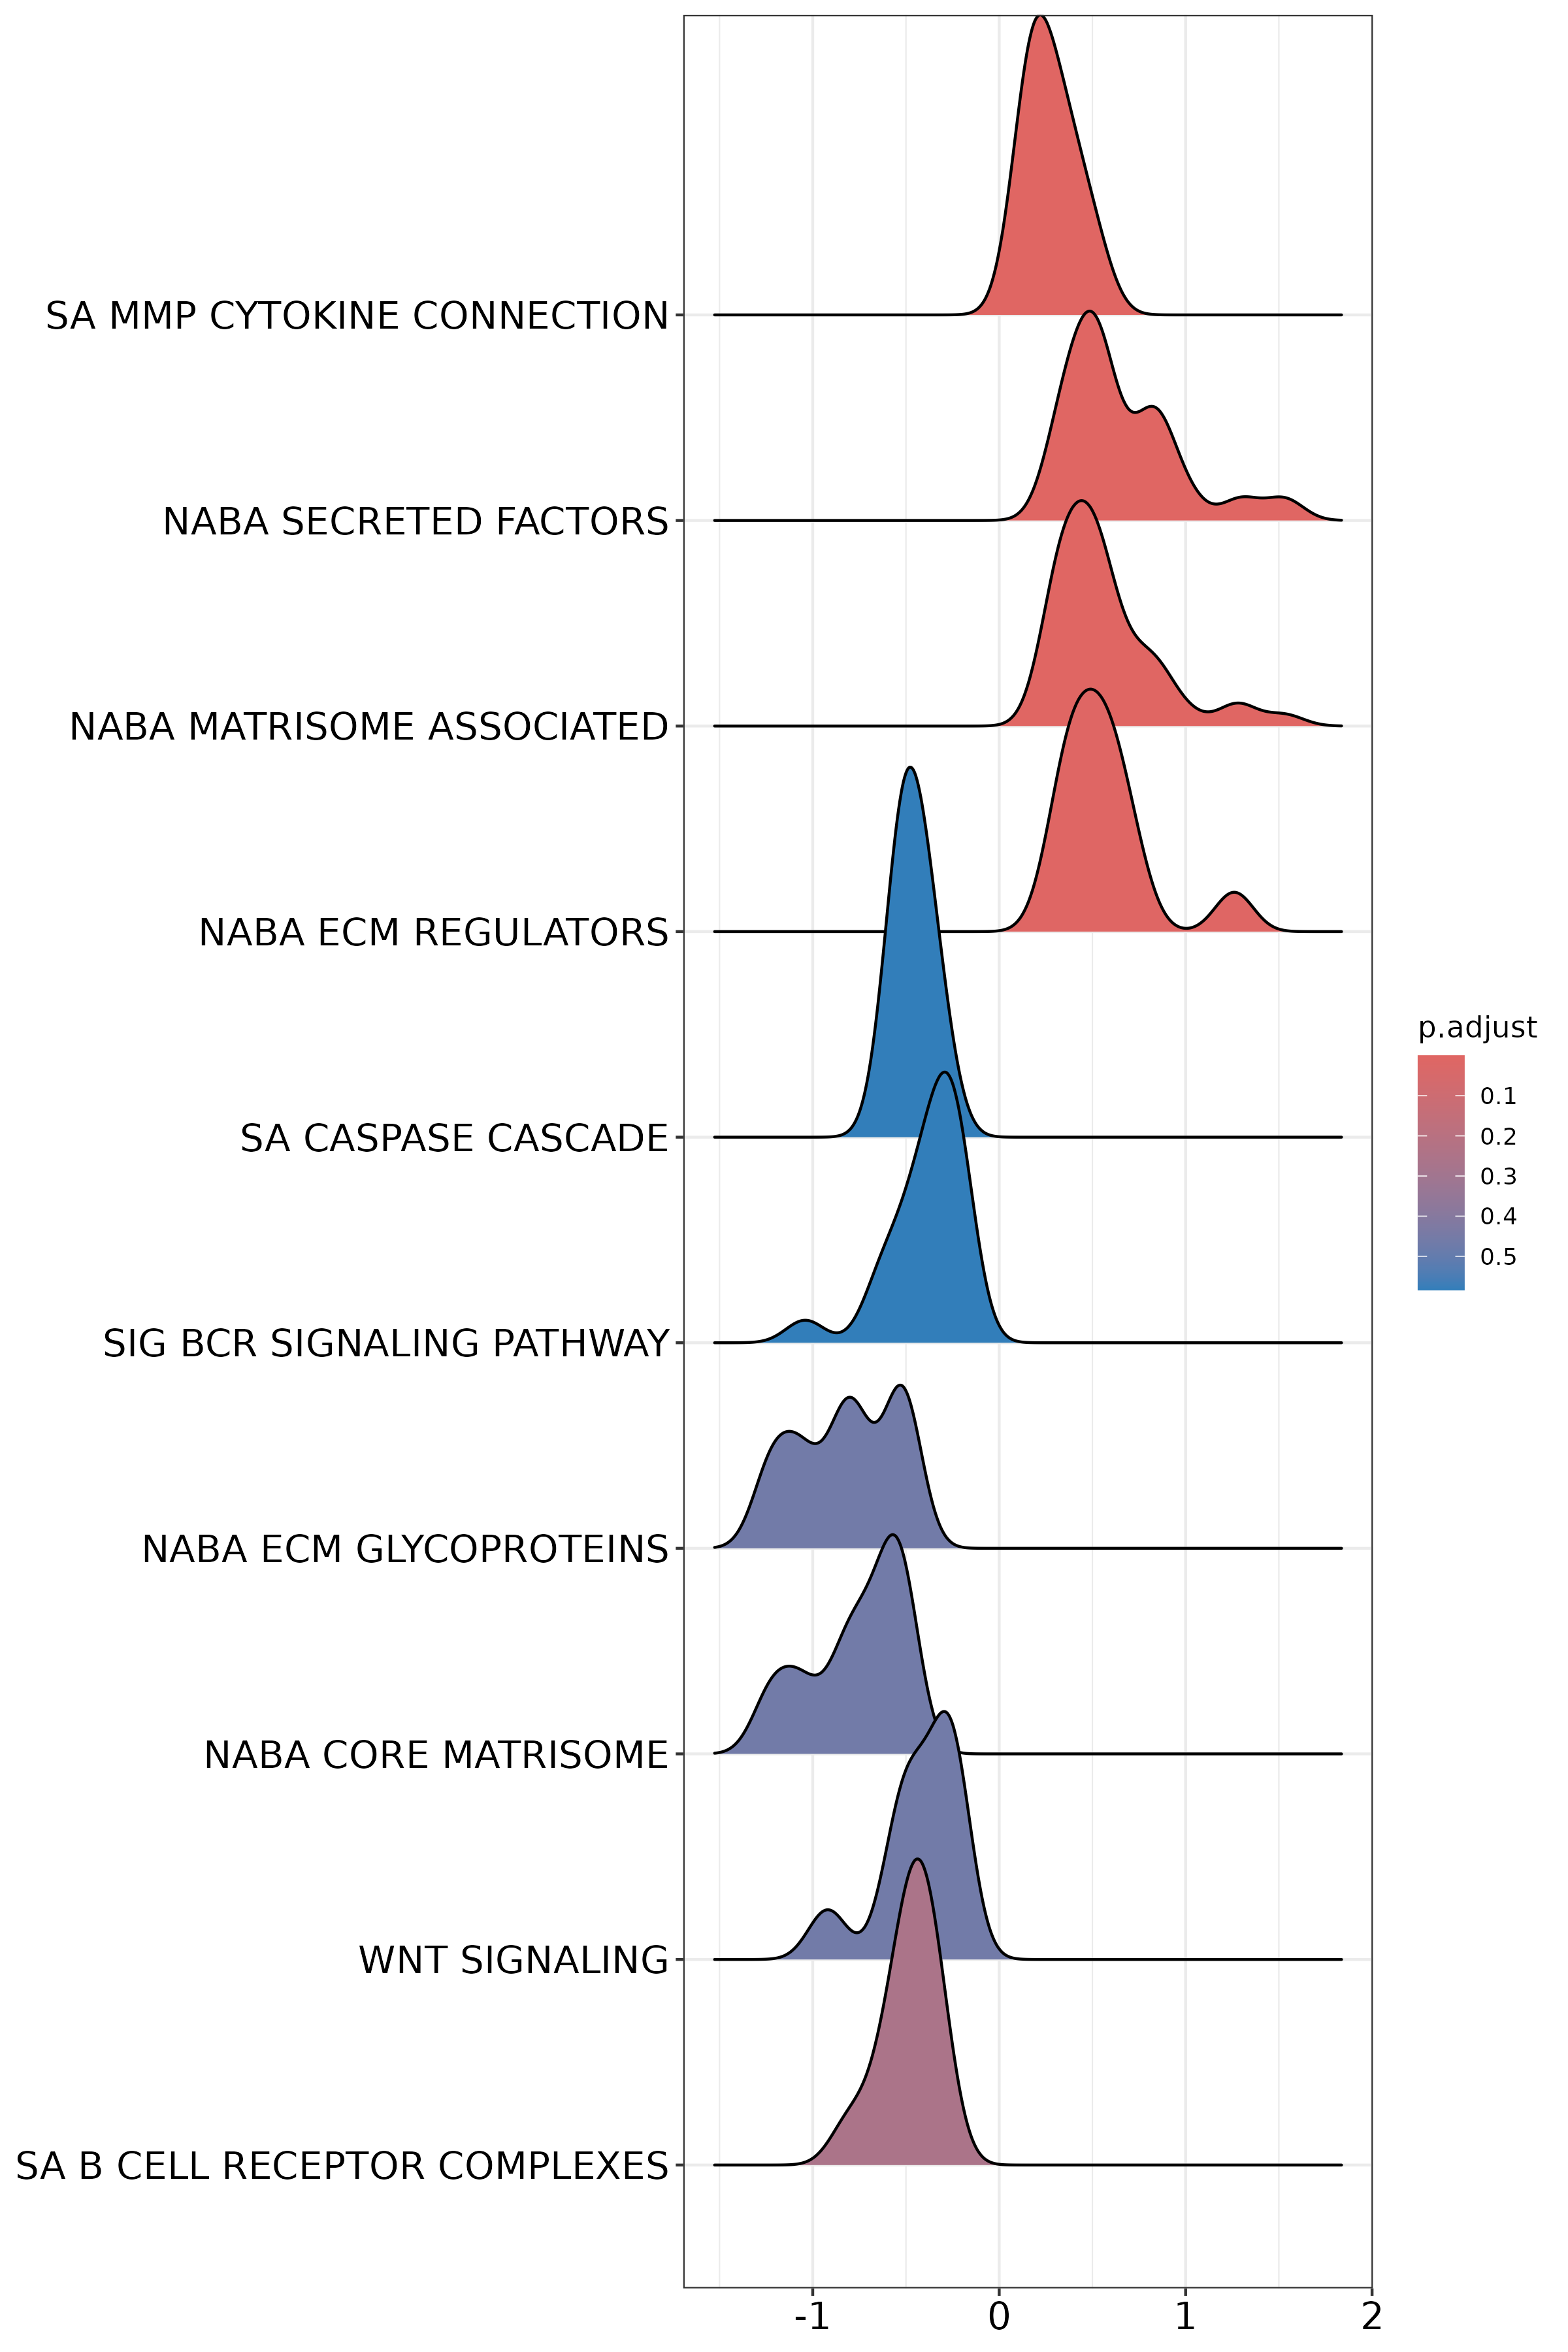 SA MMP CYTOKINE CONNECTION
NABA SECRETED FACTORS
NABA MATRISOME ASSOCIATED
NABA ECM REGULATORS
SA CASPASE CASCADE
SIG BCR SIGNALING PATHWAY
NABA ECM GLYCOPROTEINS
NABA CORE MATRISOME
WNT SIGNALING
SA B CELL RECEPTOR COMPLEXES
-1 0 1 2
p.adjust
0.1
0.2
0.3
0.4
0.5